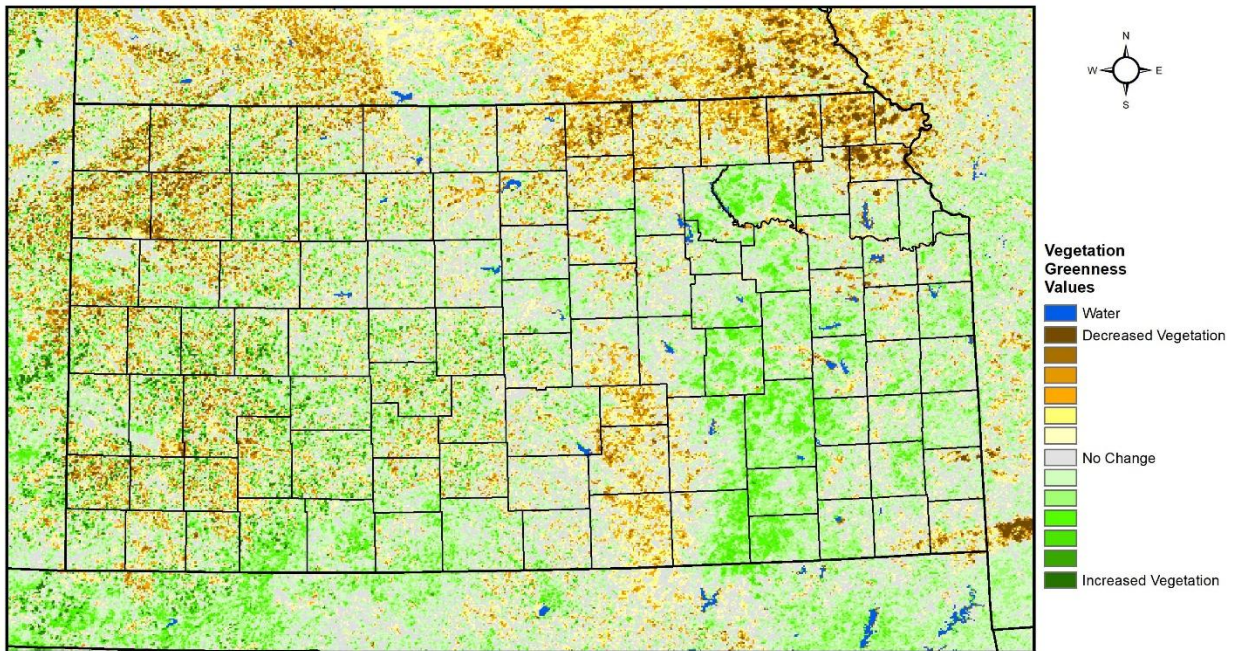 N
W E
S
Vegetation
Greenness
Values
Water
Decreased Vegetation
No Change
Increased Vegetation